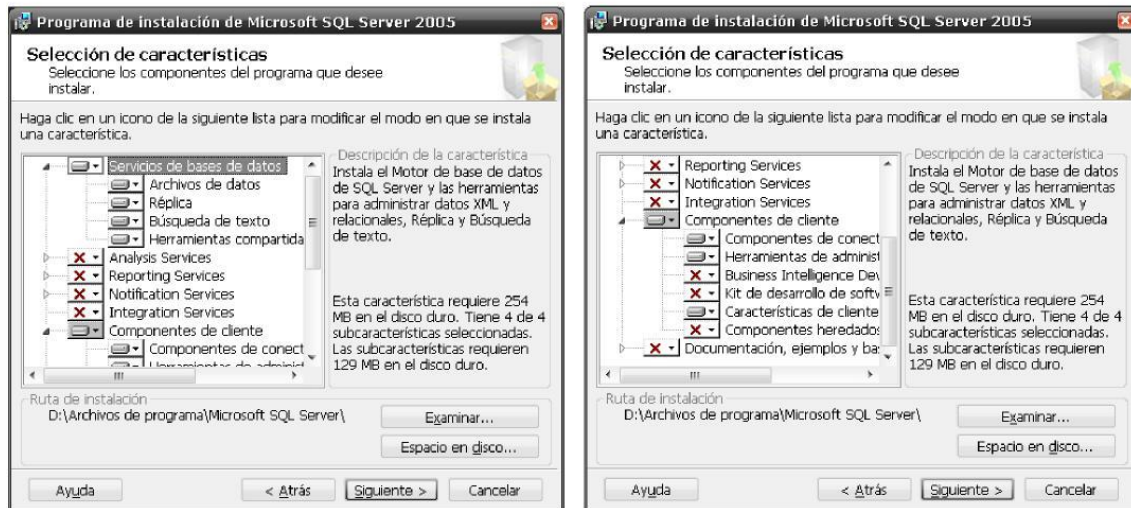 Programa de instalación de Microsoft SQL Server 2005
Selección de características
Seleccione los componentes del programa que desee
instalar.
Haga clic en un icono de la siguiente lista para modificar el modo en que se instala
una característica.
Servicios de bases de datos
Archivos de datos
Réplica
Búsqueda de texto
Herramientas compartida
Analysis Services
Reporting Services
Notification Services
Integration Services
Componentes de cliente
Componentes de conect
Herramientas de administ
Descripción de la característica
Instala el Motor de base de datos
de SQL Server y las herramientas
para administrar datos XML y
relacionales, Réplica y Búsqueda
de texto.
Esta característica requiere 254
MB en el disco duro. Tiene 4 de 4
subcaracterísticas seleccionadas.
Las subcaracterísticas requieren
129 MB en el disco duro.
Ruta de instalación
D:\Archivos de programa\Microsoft SQL Server\
Examinar...
Espacio en disco...
Ayuda
< Atrás
Siguiente >
Cancelar
Programa de instalación de Microsoft SQL Server 2005
Selección de características
Seleccione los componentes del programa que desee
instalar.
Haga clic en un icono de la siguiente lista para modificar el modo en que se instala
una característica.
Reporting Services
Notification Services
Integration Services
Componentes de cliente
Componentes de conect
Herramientas de administ
Business Intelligence Dev
Kit de desarrollo de softv
Características de cliente
Componentes heredados
Documentación, ejemplos y ba
Descripción de la característica
Instala el Motor de base de datos
de SQL Server y las herramientas
para administrar datos XML y
relacionales, Réplica y Búsqueda
de texto.
Esta característica requiere 254
MB en el disco duro. Tiene 4 de 4
subcaracterísticas seleccionadas.
Las subcaracterísticas requieren
129 MB en el disco duro.
Ruta de instalación
D:\Archivos de programa\Microsoft SQL Server\
Examinar...
Espacio en disco...
Ayuda
< Atrás
Siguiente >
Cancelar